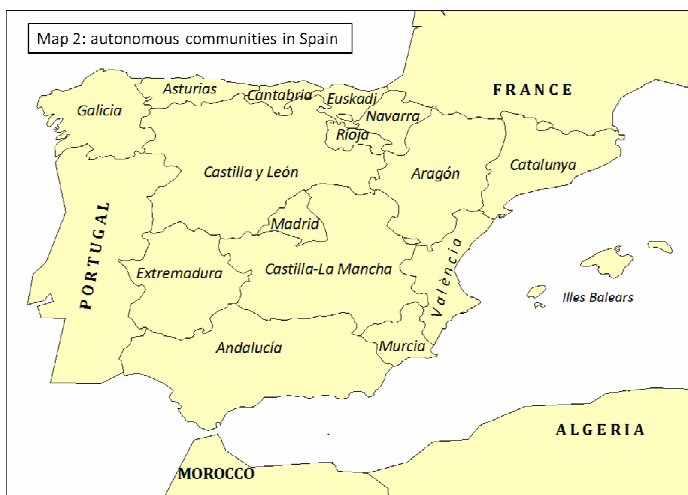 Map 2: autonomous communities in Spain
FRANCE
Asturias
Cantabria
Euskadi
Galicia
Navarra
Rioja
Castilla y León
Aragón
Catalunya
Madrid
PORTUGAL
València
Extremadura
Castilla-La Mancha
Illes Balears
Andalucía
Murcia
ALGERIA
MOROCCO